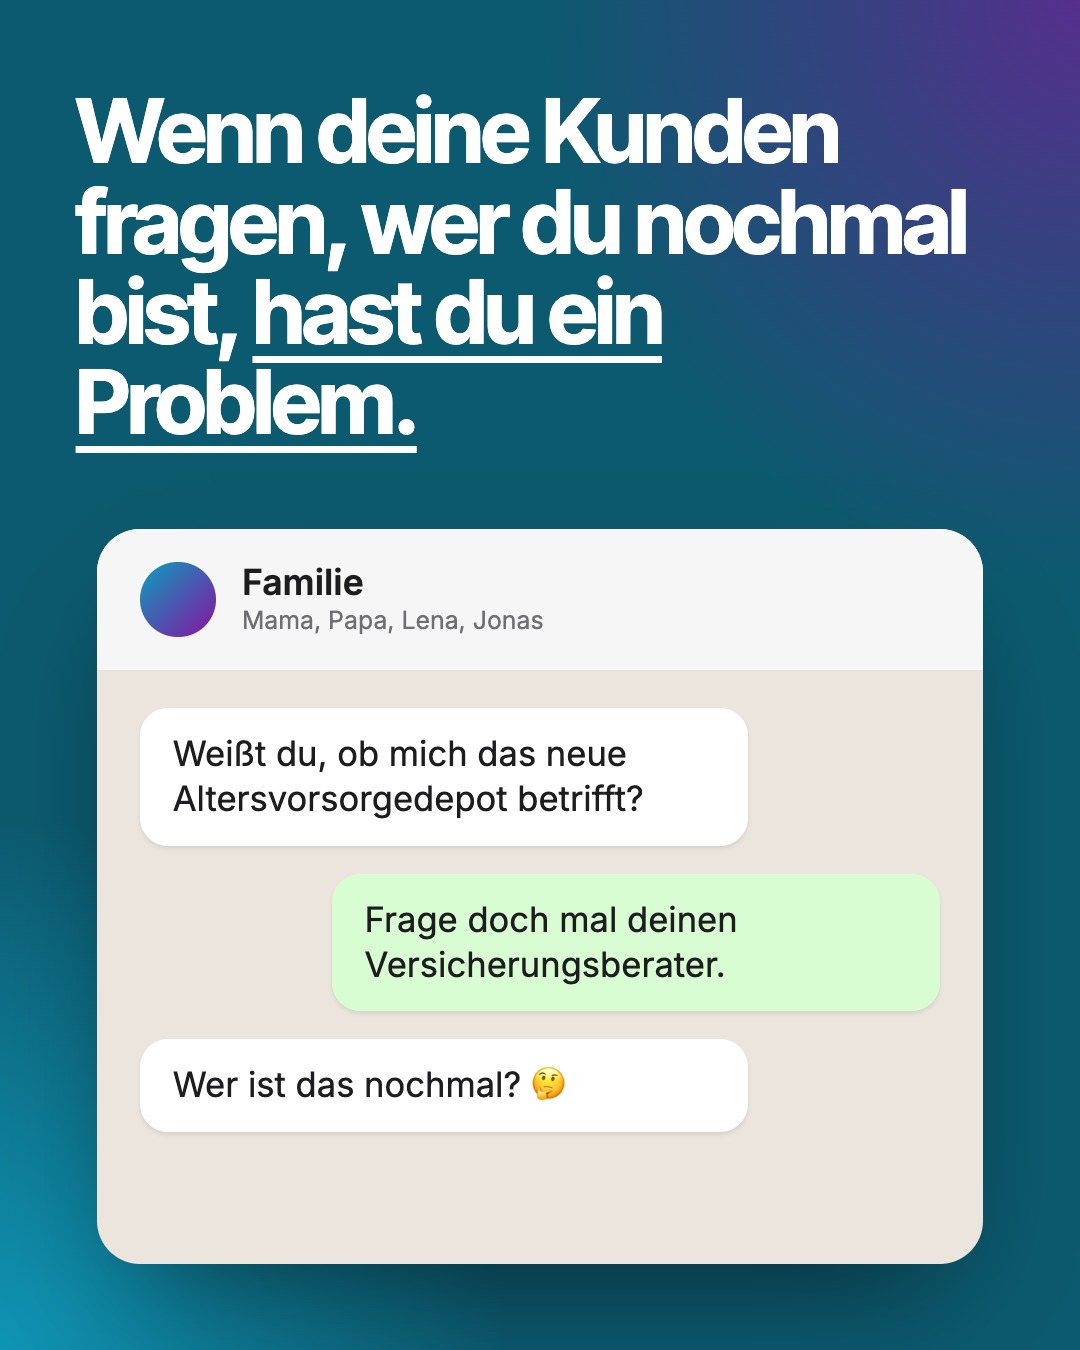 Wenn deine Kunden
fragen, wer du nochmal
bist, hast du ein
Problem.
Familie
Mama, Papa, Lena, Jonas
Weißt du, ob mich das neue
Altersvorsorgedepot betrifft?
Frage doch mal deinen
Versicherungsberater.
Wer ist das nochmal? 🤔